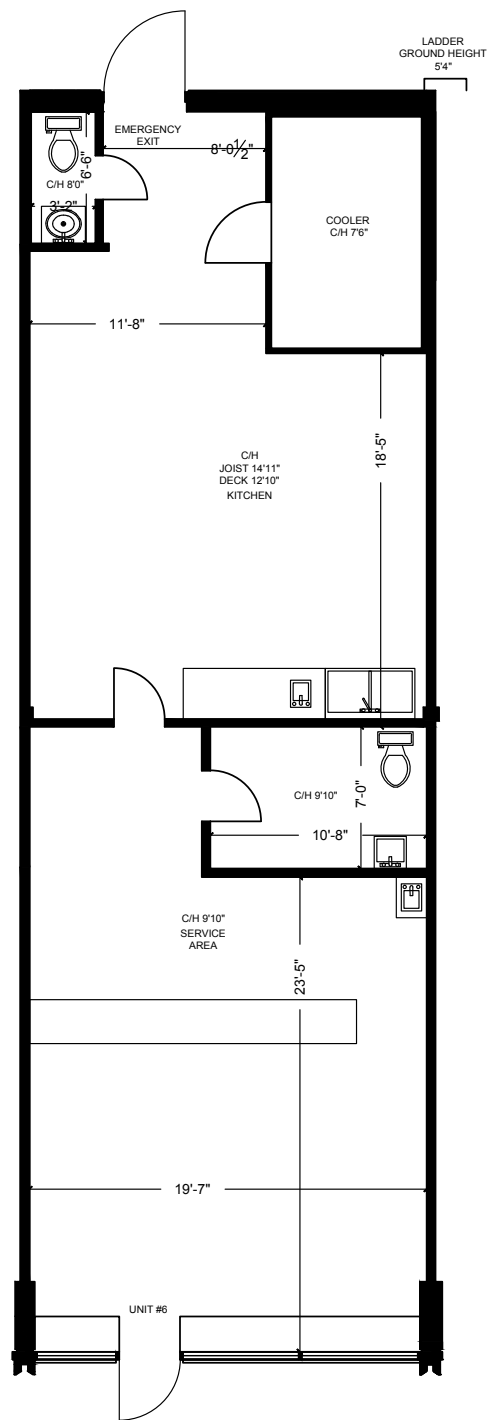 LADDER
GROUND HEIGHT
5'4"
EMERGENCY
EXIT
8'-0½"
6'-6"
C/H 8'0"
3'-2"
COOLER
C/H 7'6"
11'-8"
18'-5"
C/H
JOIST 14'11"
DECK 12'10"
KITCHEN
C/H 9'10"
7'-0"
10'-8"
C/H 9'10"
SERVICE
AREA
23'-5"
19'-7"
UNIT #6